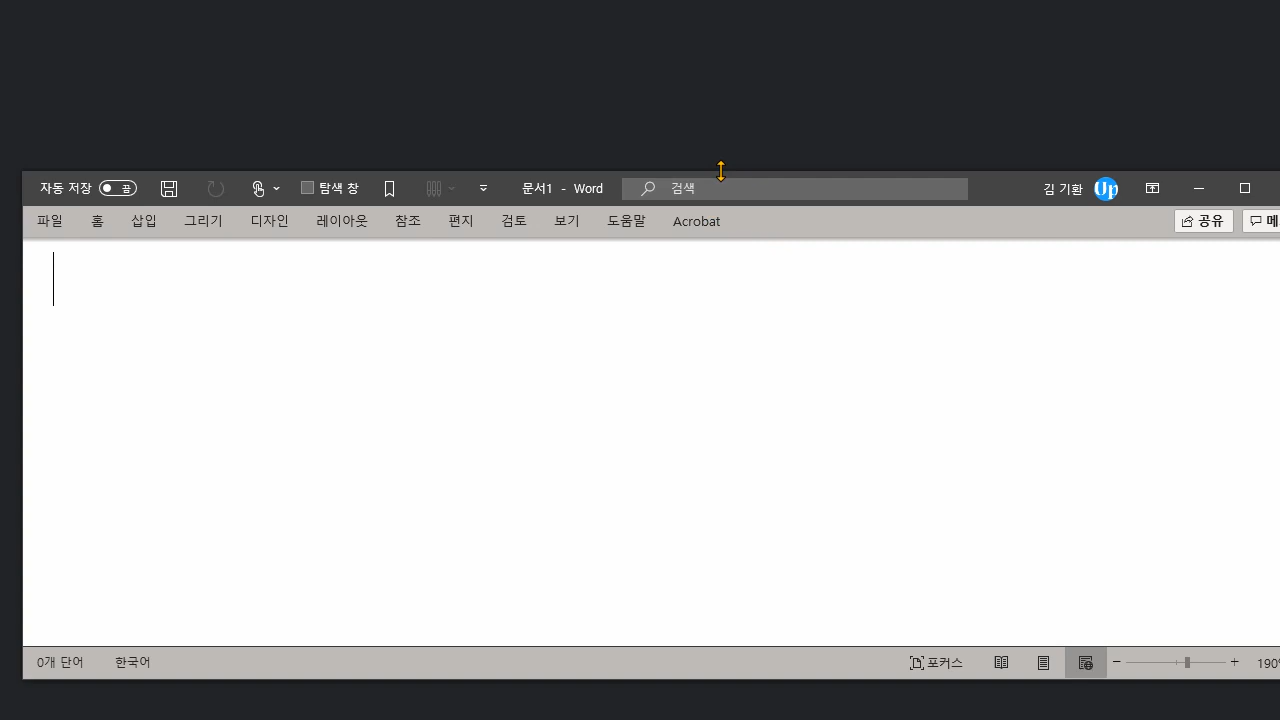 자동 저장 끔 탐색 창 문서1 - Word 검색 김 기환 Up
파일 홈 삽입 그리기 디자인 레이아웃 참조 편지 검토 보기 도움말 Acrobat 공유
0개 단어 한국어 포커스 190%